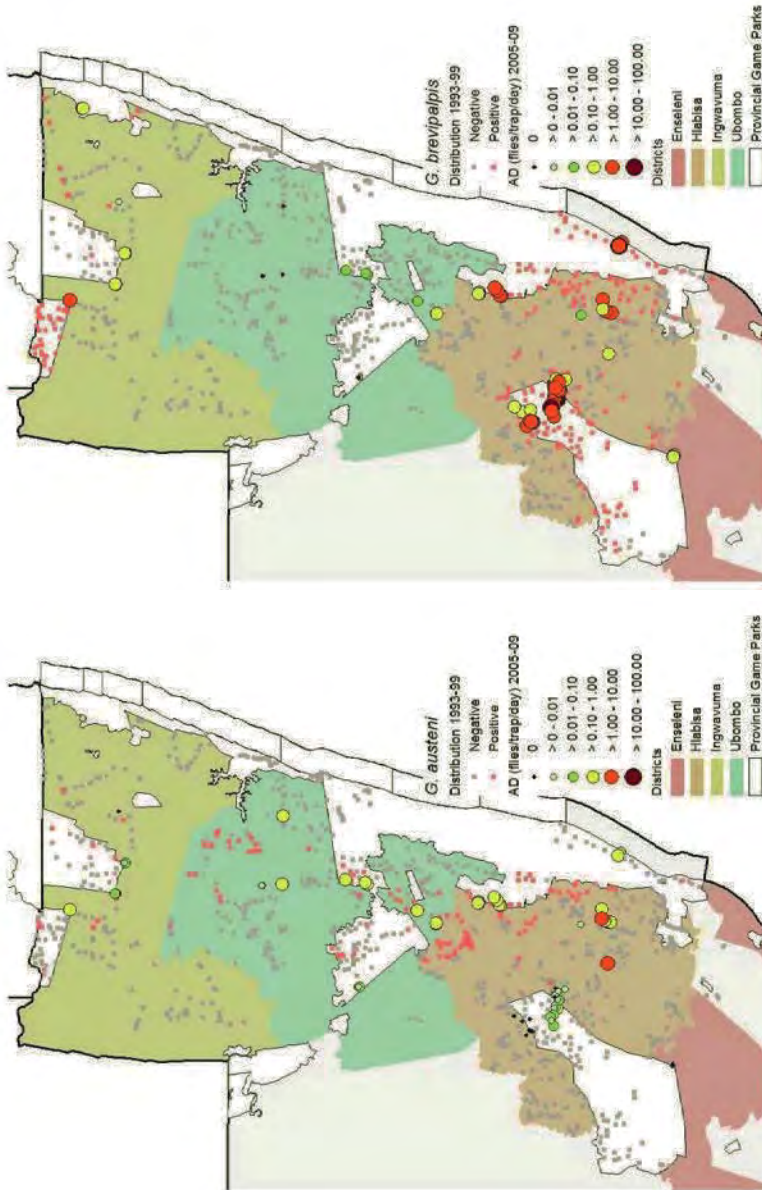 G. brevipalpis
Distribution 1993-99
Negative
Positive
AD (flies/trap/day) 2005-09
0
> 0 - 0.01
> 0.01 - 0.10
> 0.10 - 1.00
> 1.00 - 10.00
> 10.00 - 100.00
Districts
Enseleni
Hlabisa
Ingwavuma
Ubombo
Provincial Game Parks
G. austeni
Distribution 1993-99
Negative
Positive
AD (flies/trap/day) 2005-09
0
> 0 - 0.01
> 0.01 - 0.10
> 0.10 - 1.00
> 1.00 - 10.00
> 10.00 - 100.00
Districts
Enseleni
Hlabisa
Ingwavuma
Ubombo
Provincial Game Parks